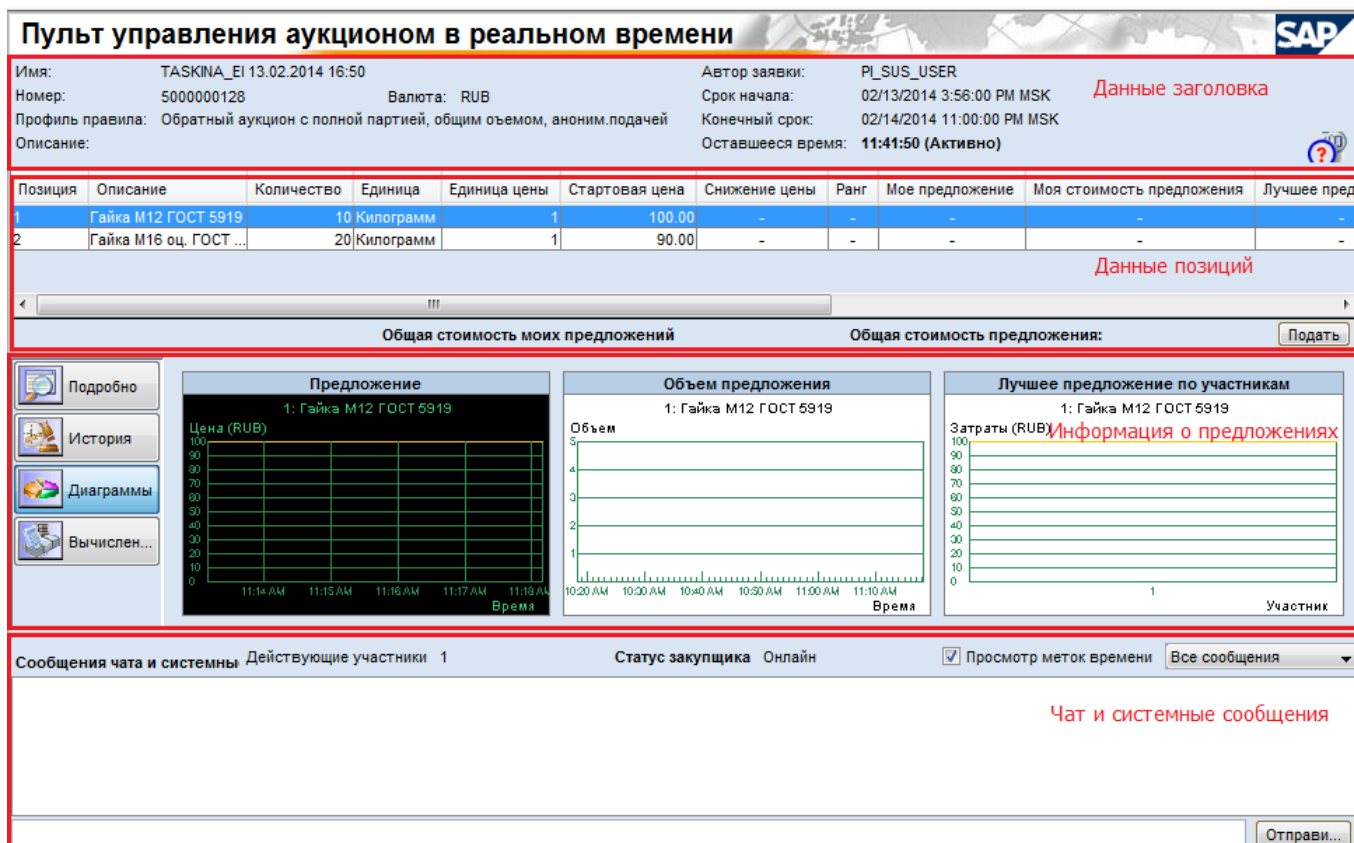 Пульт управления аукционом в реальном времени SAP
Имя: TASKINA_EI 13.02.2014 16:50 Автор заявки: PI_SUS_USER
Данные заголовка
Номер: 5000000128 Валюта: RUB Срок начала: 02/13/2014 3:56:00 PM MSK
Профиль правила: Обратный аукцион с полной партией, общим оъемом, аноним.подачей Конечный срок: 02/14/2014 11:00:00 PM MSK
Описание: Оставшееся время: 11:41:50 (Активно)
Позиция Описание Количество Единица Единица цены Стартовая цена Снижение цены Ранг Мое предложение Моя стоимость предложения Лучшее пред
1 Гайка М12 ГОСТ 5919 10 Килограмм 1 100.00 - - - - -
2 Гайка М16 оц. ГОСТ ... 20 Килограмм 1 90.00 - - - - -
Данные позиций
Общая стоимость моих предложений Общая стоимость предложения: Подать
Подробно
История
Диаграммы
Вычислен...
Предложение
1: Гайка М12 ГОСТ 5919
Цена (RUB)
100
90
80
70
60
50
40
30
20
10
0
11:14 AM 11:15 AM 11:16 AM 11:17 AM 11:18 AM
Время
Объем предложения
1: Гайка М12 ГОСТ 5919
Объем
5
4
3
2
1
10:20 AM 10:30 AM 10:40 AM 10:50 AM 11:00 AM 11:10 AM
Время
Лучшее предложение по участникам
1: Гайка М12 ГОСТ 5919
Затраты (RUB)
Информация о предложениях
100
90
80
70
60
50
40
30
20
10
0
1
Участник
Сообщения чата и системны Действующие участники 1 Статус закупщика Онлайн Просмотр меток времени Все сообщения
Чат и системные сообщения
Отправи...